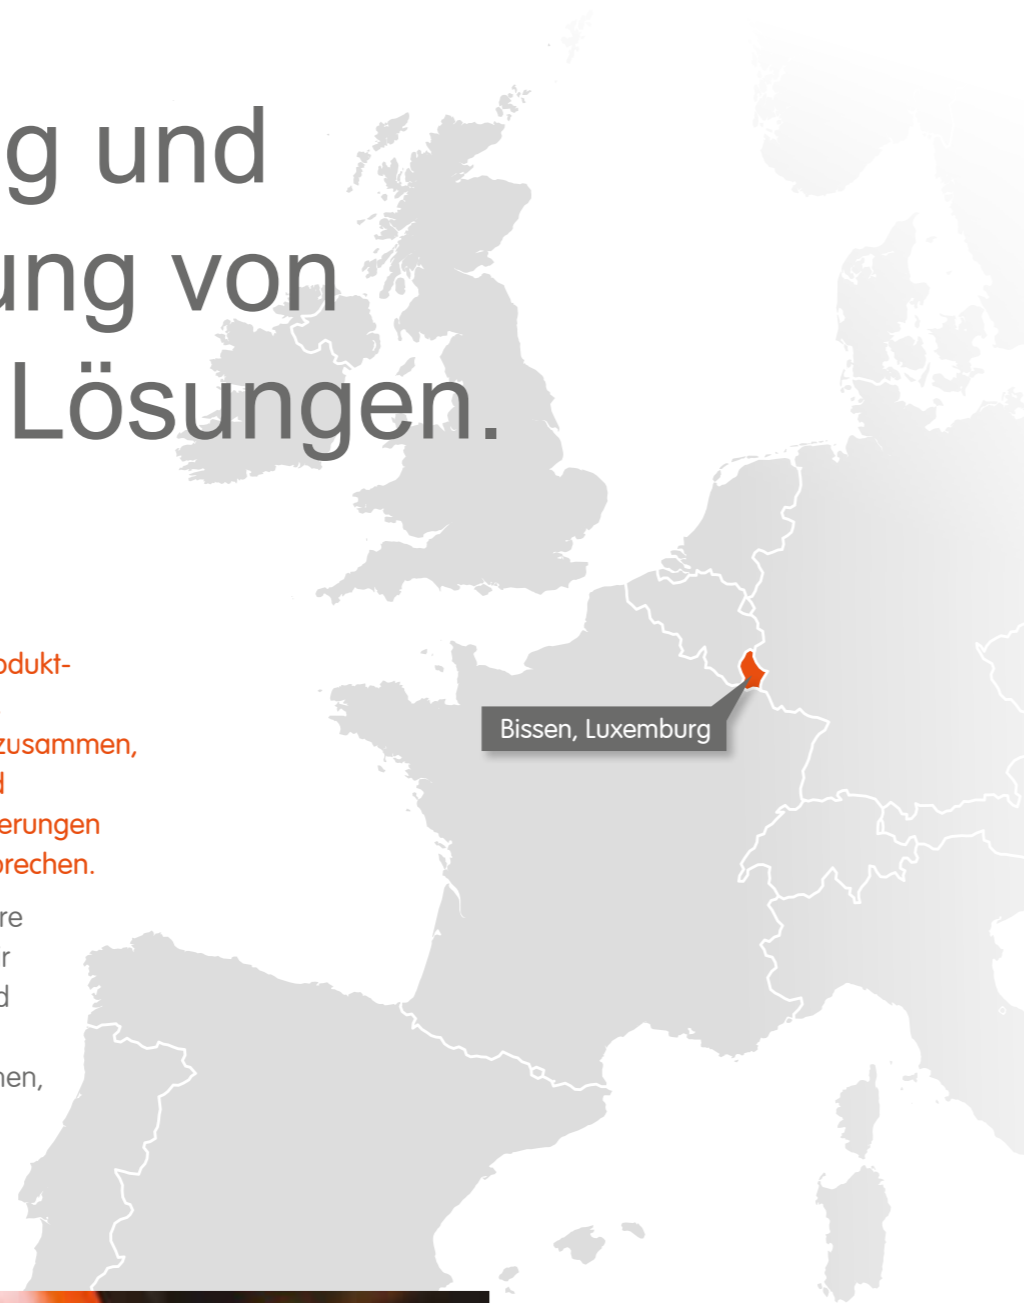 g und
ung von
Lösungen.
odukt-
zusammen,
d
erungen
prechen.
re
r
d
nen,
Bissen, Luxemburg